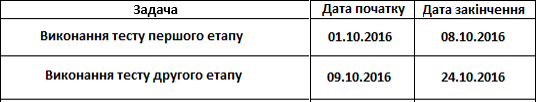 Задача Дата початку Дата закінчення
Виконання тесту першого етапу 01.10.2016 08.10.2016
Виконання тесту другого етапу 09.10.2016 24.10.2016